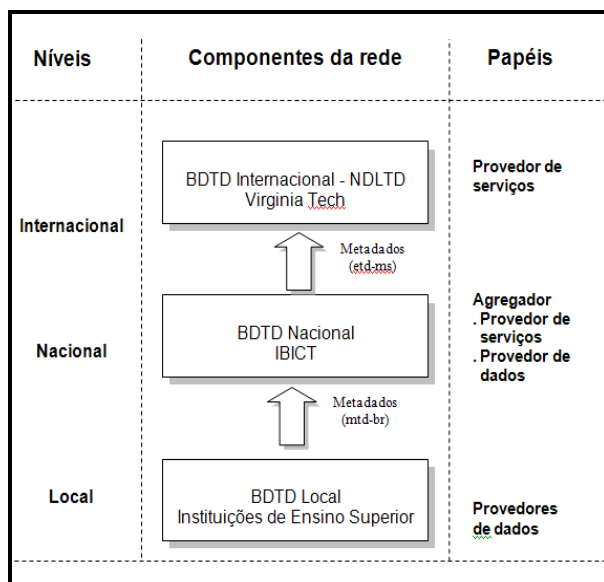 Níveis
Componentes da rede
Papéis
BDTD Internacional - NDLTD
Virginia Tech
Provedor de
serviços
Internacional
Metadados
(etd-ms)
BDTD Nacional
IBICT
Agregador
. Provedor de
serviços
. Provedor de
dados
Nacional
Metadados
(mtd-br)
Local
BDTD Local
Instituições de Ensino Superior
Provedores
de dados